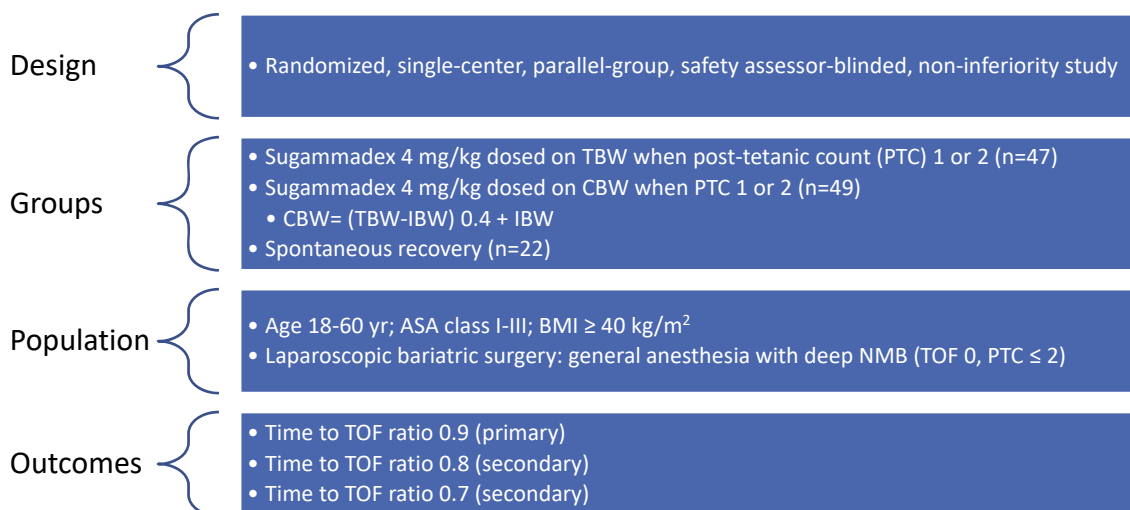 Design
• Randomized, single-center, parallel-group, safety assessor-blinded, non-inferiority study
Groups
• Sugammadex 4 mg/kg dosed on TBW when post-tetanic count (PTC) 1 or 2 (n=47)
• Sugammadex 4 mg/kg dosed on CBW when PTC 1 or 2 (n=49)
• CBW= (TBW-IBW) 0.4 + IBW
• Spontaneous recovery (n=22)
Population
• Age 18-60 yr; ASA class I-III; BMI ≥ 40 kg/m²
• Laparoscopic bariatric surgery: general anesthesia with deep NMB (TOF 0, PTC ≤ 2)
Outcomes
• Time to TOF ratio 0.9 (primary)
• Time to TOF ratio 0.8 (secondary)
• Time to TOF ratio 0.7 (secondary)